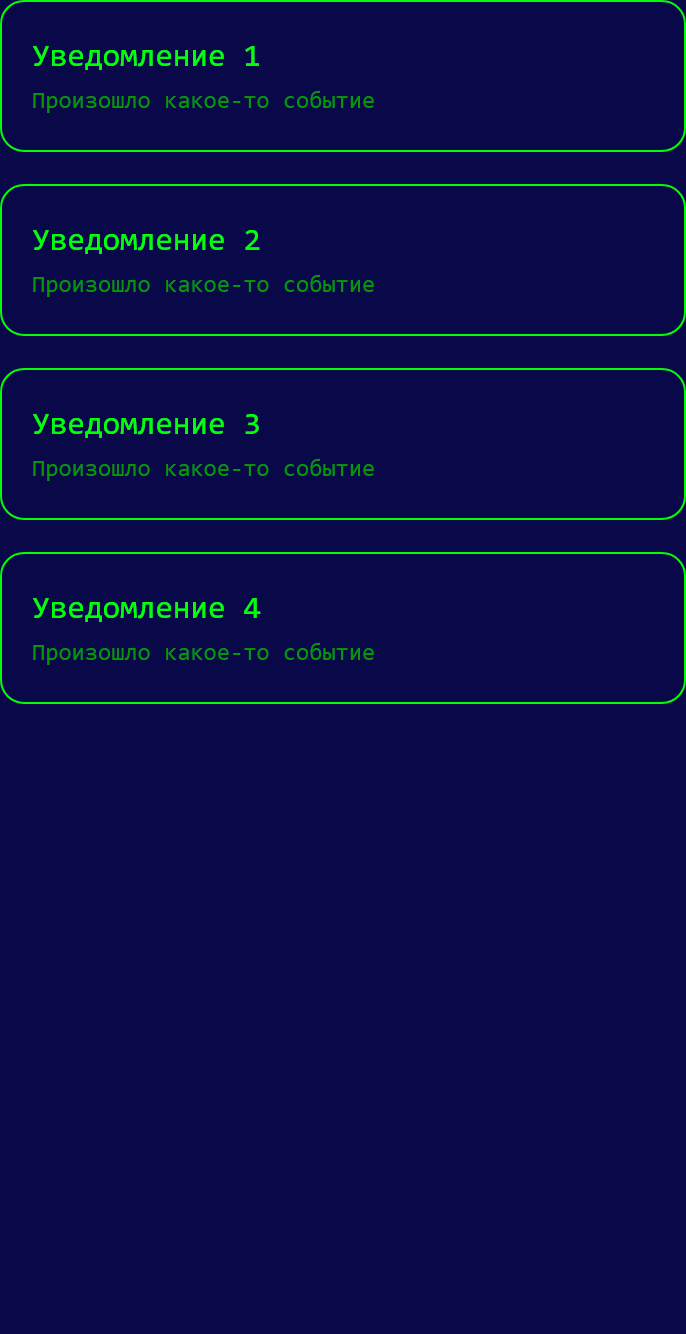 Уведомление 1
Произошло какое-то событие
Уведомление 2
Произошло какое-то событие
Уведомление 3
Произошло какое-то событие
Уведомление 4
Произошло какое-то событие